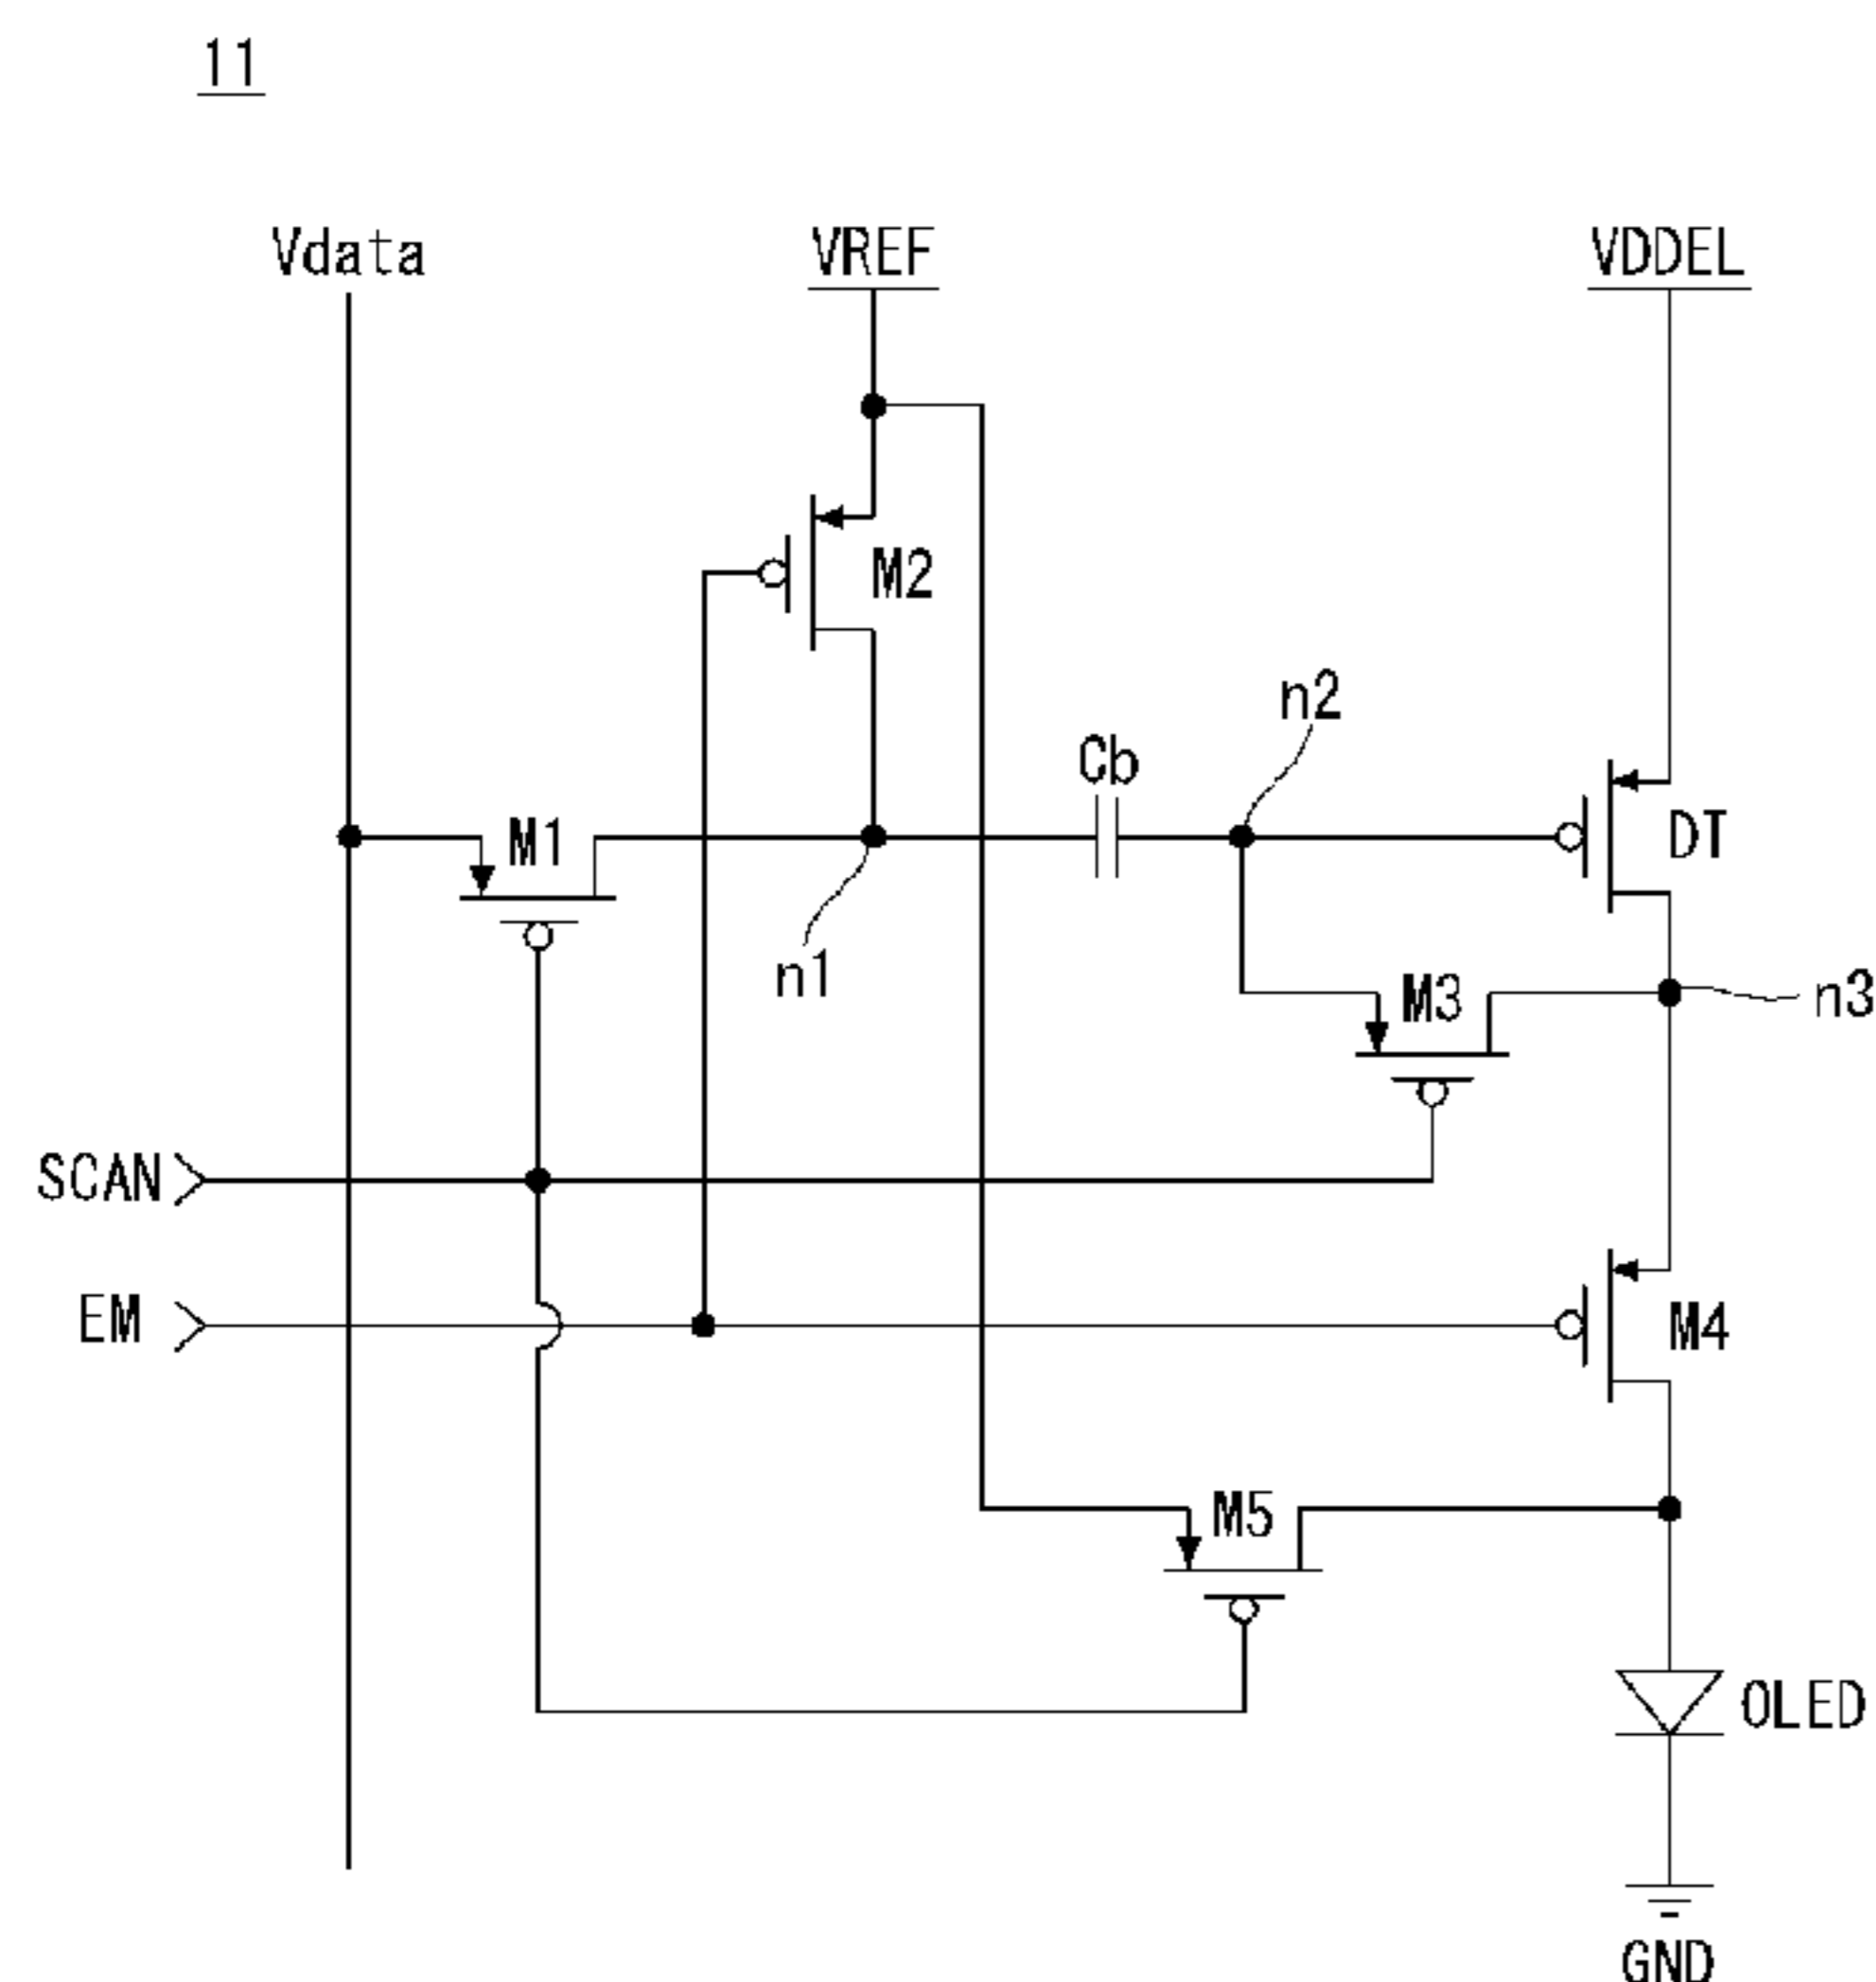 11
Vdata
VREF
VDDEL
M2
n2
Cb
M1
DT
n1
M3
n3
SCAN
EM
M4
M5
OLED
GND